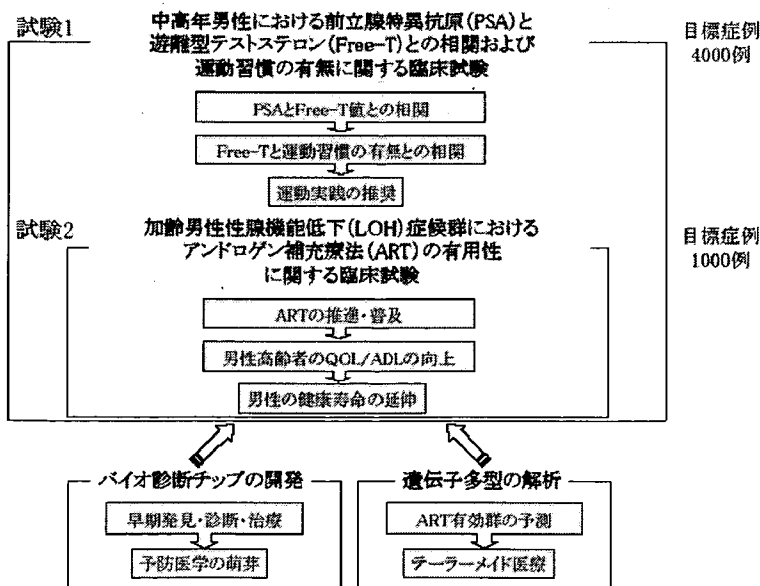 試験1
中高年男性における前立腺特異抗原(PSA)と
遊離型テストステロン(Free-T)との相関および
運動習慣の有無に関する臨床試験
目標症例
4000例
PSAとFree-T値との相関
Free-Tと運動習慣の有無との相関
運動実践の推奨
試験2
加齢男性性腺機能低下(LOH)症候群における
アンドロゲン補充療法(ART)の有用性
に関する臨床試験
目標症例
1000例
ARTの推進・普及
男性高齢者のQOL/ADLの向上
男性の健康寿命の延伸
バイオ診断チップの開発
早期発見・診断・治療
予防医学の萌芽
遺伝子多型の解析
ART有効群の予測
テーラーメイド医療